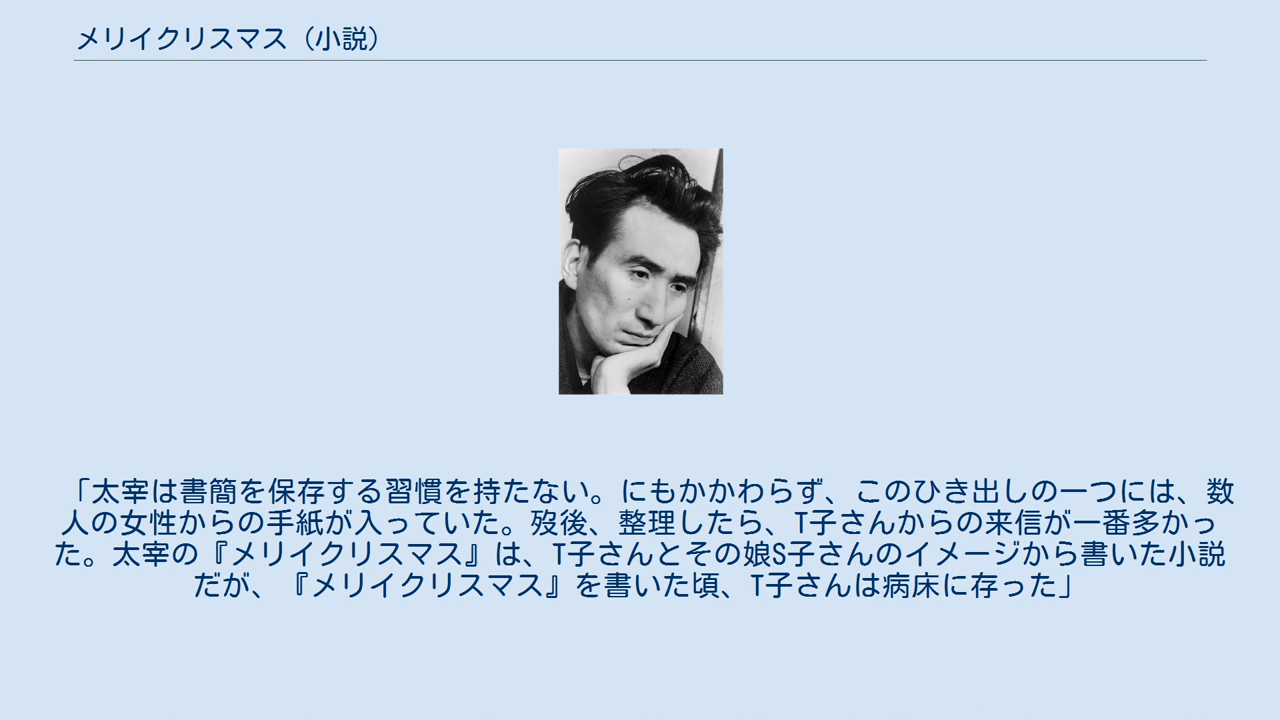 メリイクリスマス（小説）
「太宰は書簡を保存する習慣を持たない。にもかかわらず、このひき出しの一つには、数
人の女性からの手紙が入っていた。歿後、整理したら、T子さんからの来信が一番多かっ
た。太宰の『メリイクリスマス』は、T子さんとその娘S子さんのイメージから書いた小説
だが、『メリイクリスマス』を書いた頃、T子さんは病床に存った」